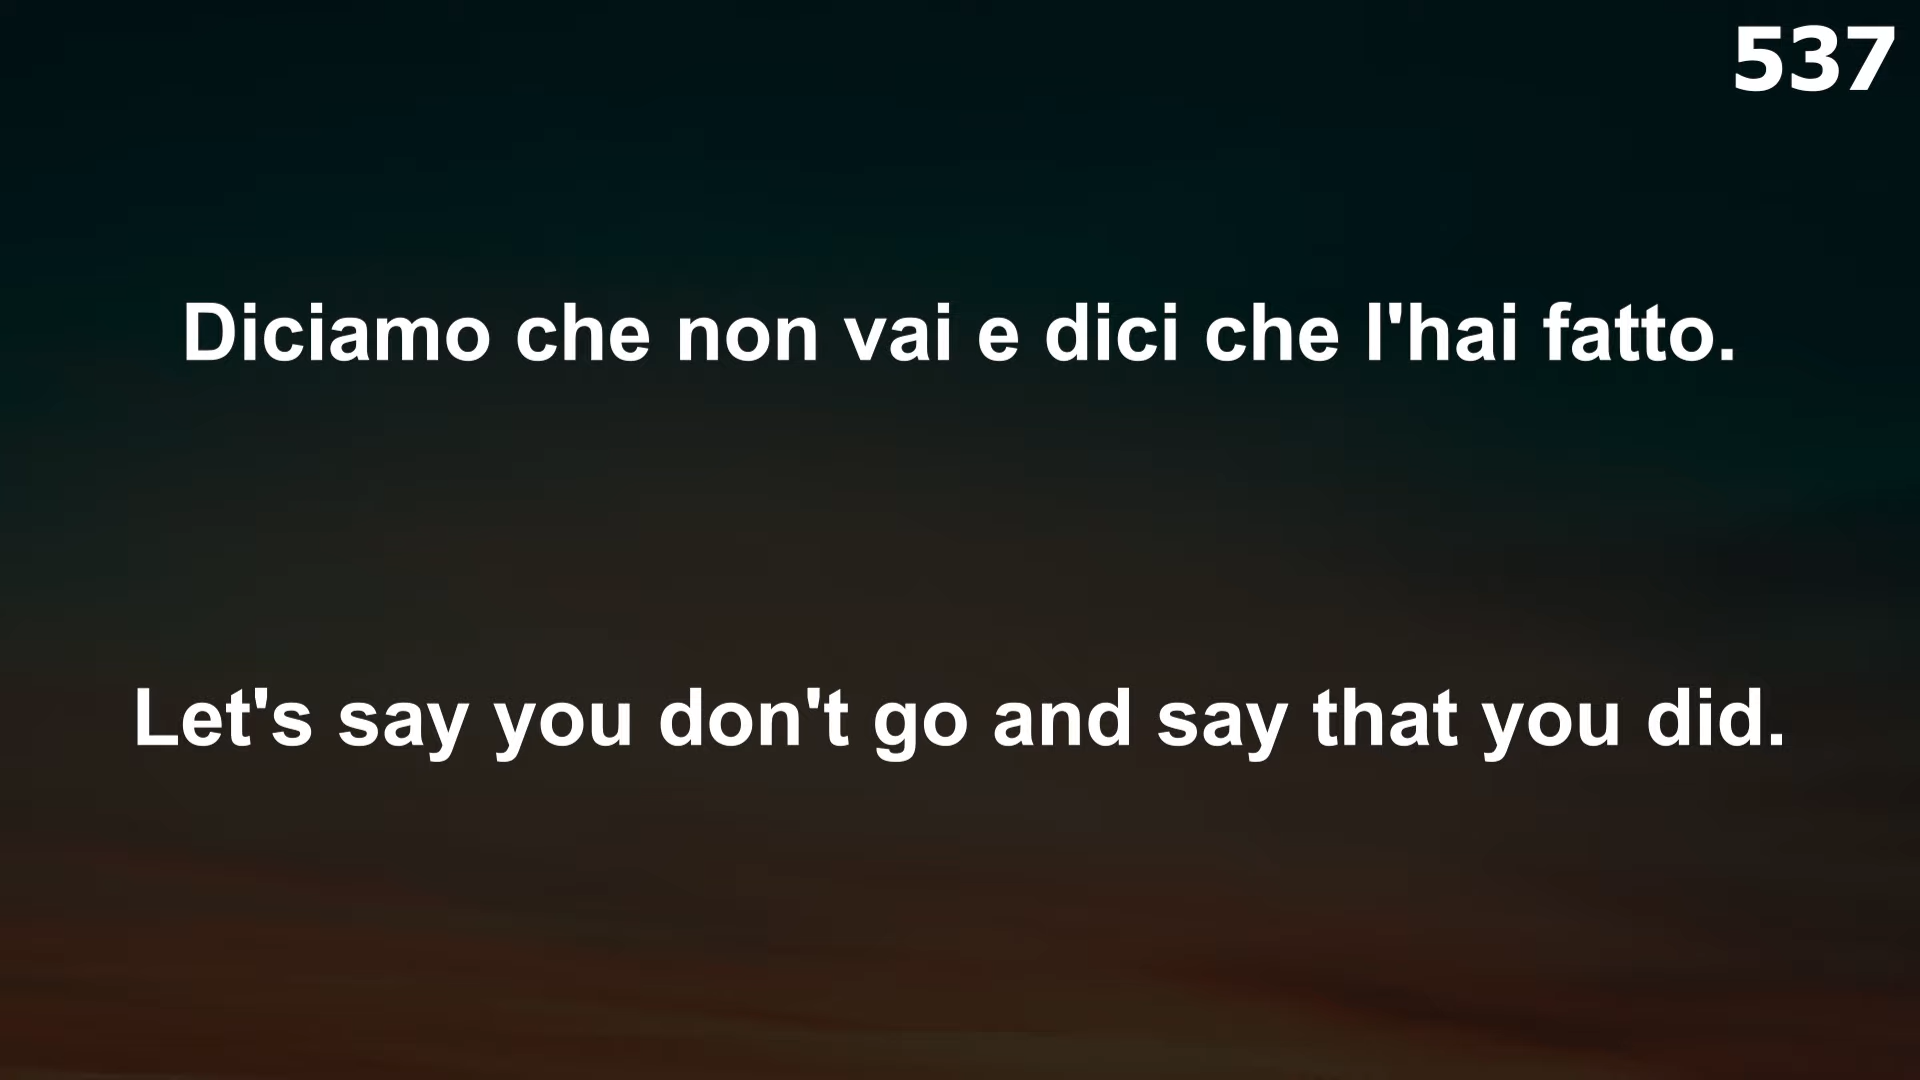 537
Diciamo che non vai e dici che l'hai fatto.
Let's say you don't go and say that you did.